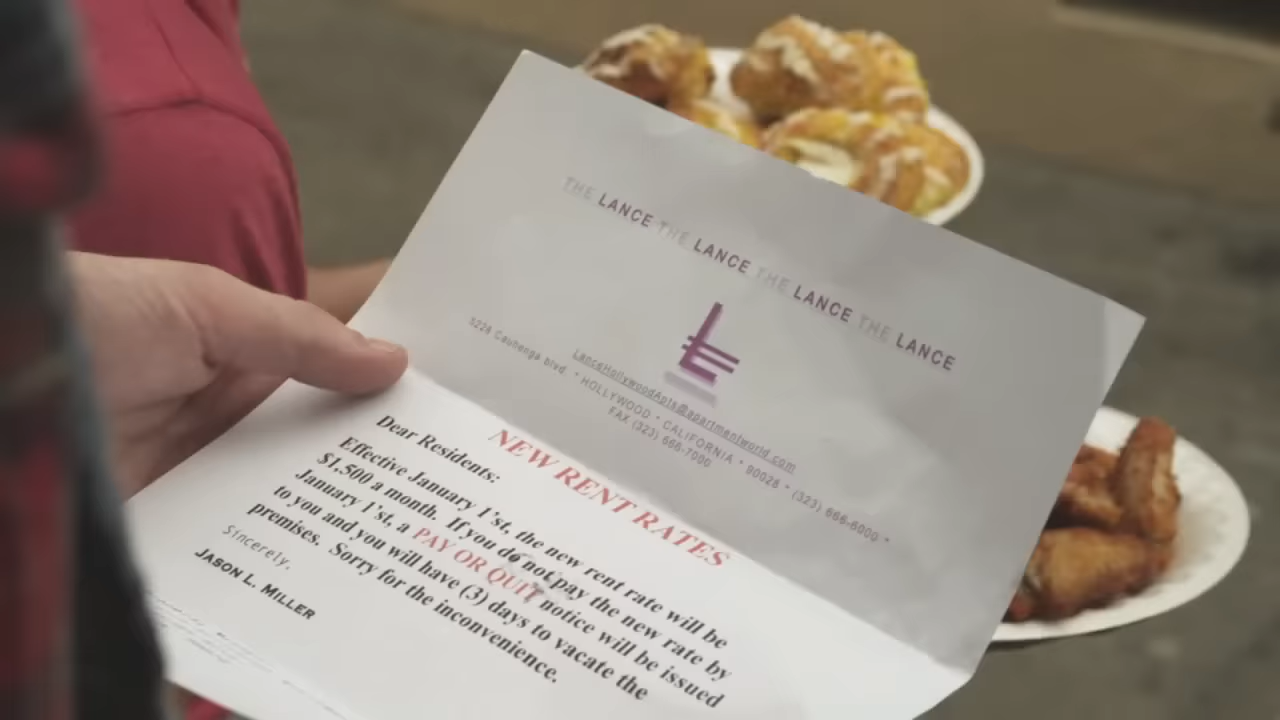 THE LANCE THE LANCE THE LANCE THE LANCE
LanceHollywoodApts@apartmentworld.com
5228 Cauhenga blvd * HOLLYWOOD * CALIFORNIA * 90028 * (323) 666-6000 *
FAX (323) 666-7000
NEW RENT RATES
Dear Residents:
Effective January 1'st, the new rent rate will be
$1,500 a month. If you do not pay the new rate by
January 1'st, a PAY OR QUIT notice will be issued
to you and you will have (3) days to vacate the
premises. Sorry for the inconvenience.
Sincerely,
JASON L. MILLER